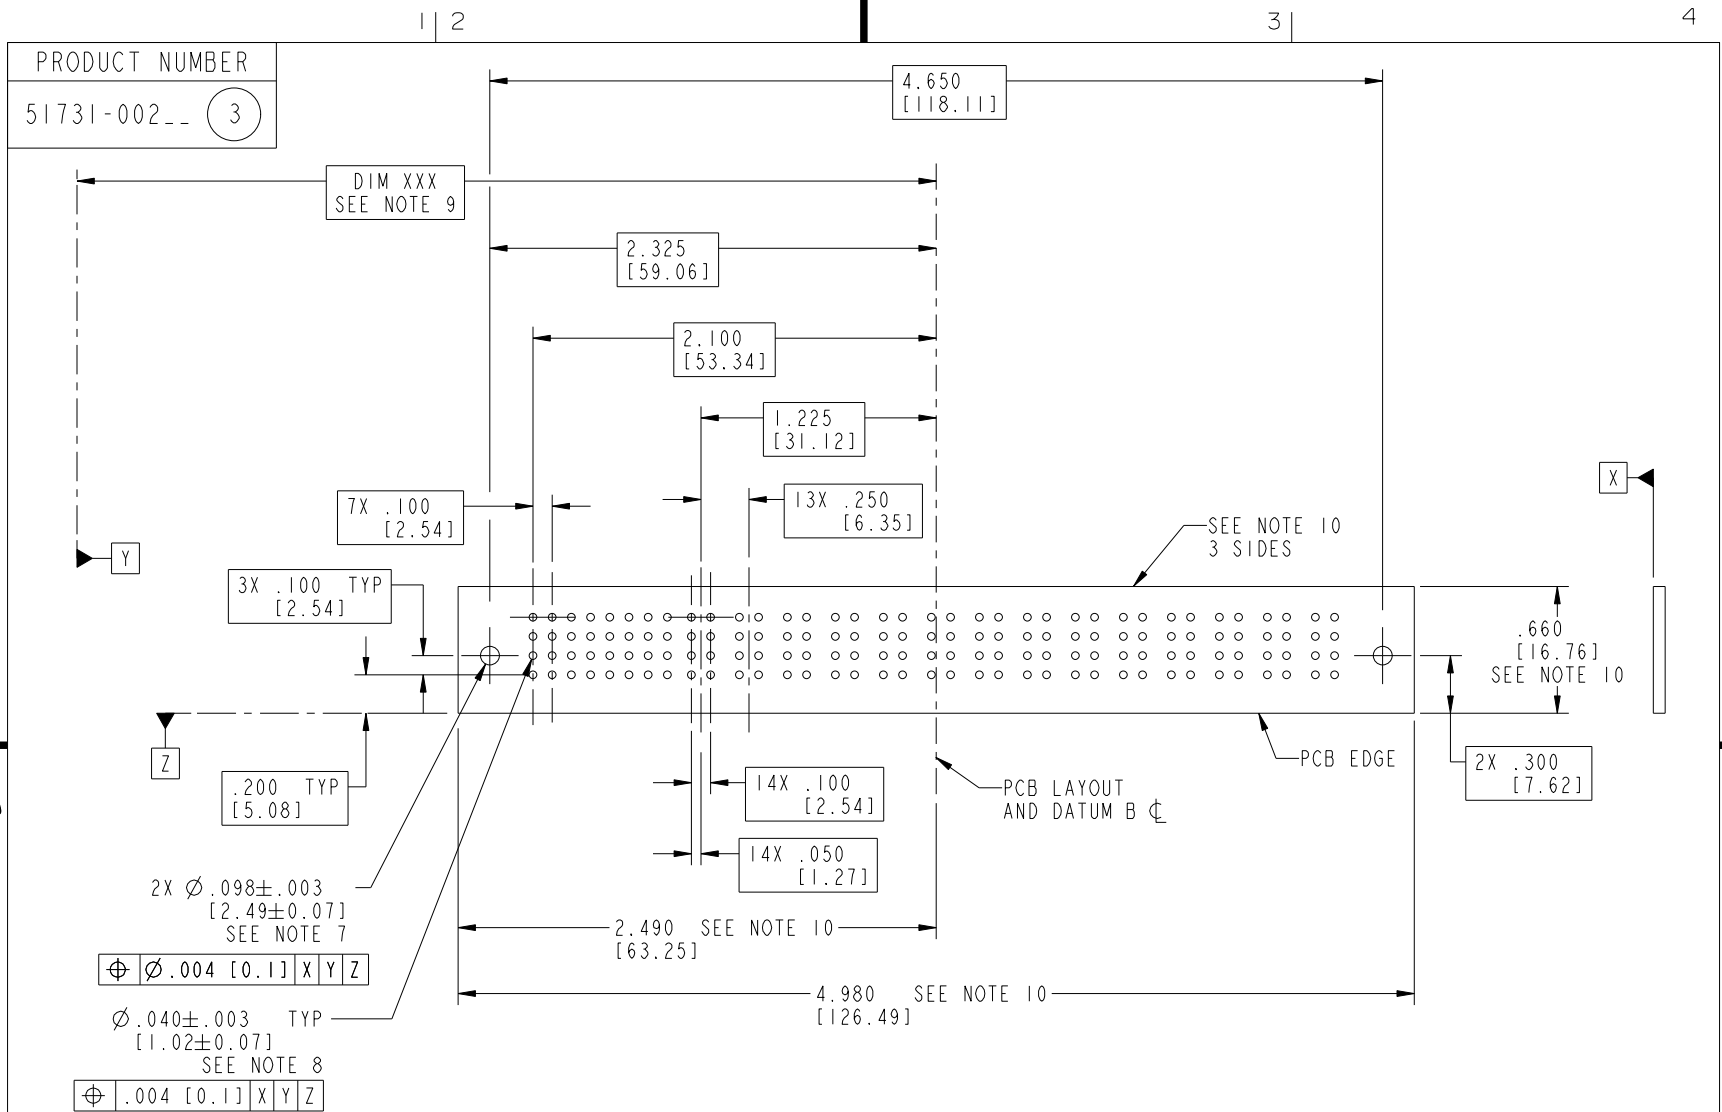 1 2 3 4
PRODUCT NUMBER
51731-002__ 3
4.650
[118.11]
DIM XXX
SEE NOTE 9
2.325
[59.06]
2.100
[53.34]
1.225
[31.12]
7X .100
[2.54]
13X .250
[6.35]
X
SEE NOTE 10
3 SIDES
Y
3X .100 TYP
[2.54]
.660
[16.76]
SEE NOTE 10
Z
.200 TYP
[5.08]
14X .100
[2.54]
PCB LAYOUT
AND DATUM B ℄
PCB EDGE
2X .300
[7.62]
14X .050
[1.27]
2X Ø.098±.003
[2.49±0.07]
SEE NOTE 7
⌖ Ø.004 [0.1] X Y Z
2.490 SEE NOTE 10
[63.25]
4.980 SEE NOTE 10
[126.49]
Ø.040±.003 TYP
[1.02±0.07]
SEE NOTE 8
⌖ .004 [0.1] X Y Z